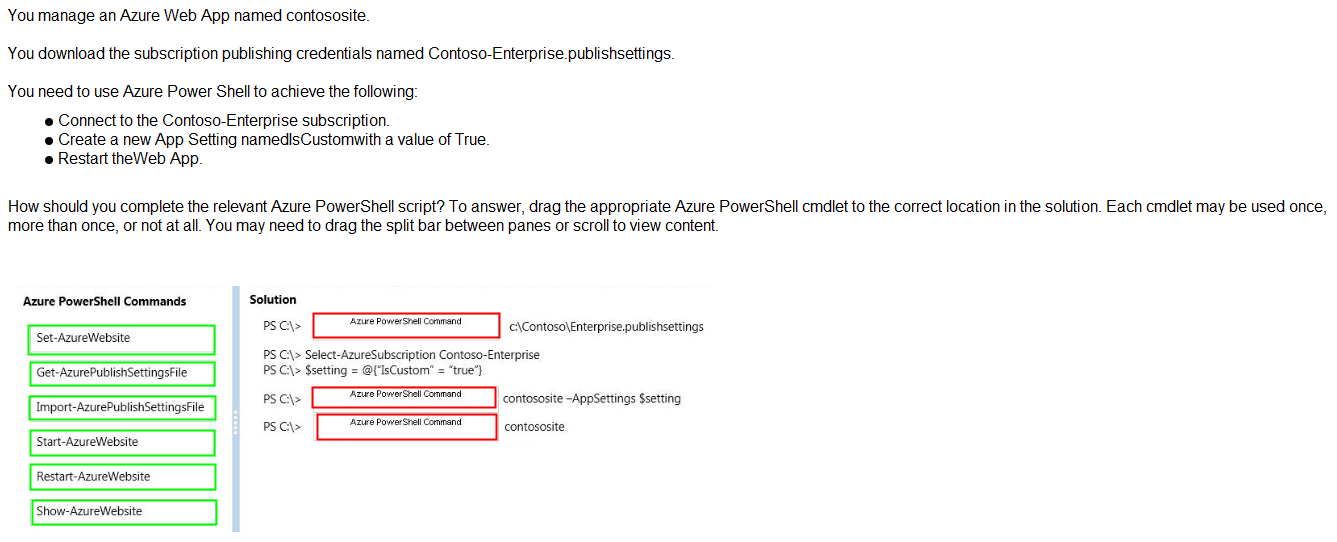 You manage an Azure Web App named contososite.
You download the subscription publishing credentials named Contoso-Enterprise.publishsettings.
You need to use Azure Power Shell to achieve the following:
● Connect to the Contoso-Enterprise subscription.
● Create a new App Setting namedIsCustomwith a value of True.
● Restart theWeb App.
How should you complete the relevant Azure PowerShell script? To answer, drag the appropriate Azure PowerShell cmdlet to the correct location in the solution. Each cmdlet may be used once,
more than once, or not at all. You may need to drag the split bar between panes or scroll to view content.
Azure PowerShell Commands
Set-AzureWebsite
Get-AzurePublishSettingsFile
Import-AzurePublishSettingsFile
Start-AzureWebsite
Restart-AzureWebsite
Show-AzureWebsite
Solution
PS C:\> Azure PowerShell Command c:\Contoso\Enterprise.publishsettings
PS C:\> Select-AzureSubscription Contoso-Enterprise
PS C:\> $setting = @{"IsCustom" = "true"}
PS C:\> Azure PowerShell Command contososite –AppSettings $setting
PS C:\> Azure PowerShell Command contososite